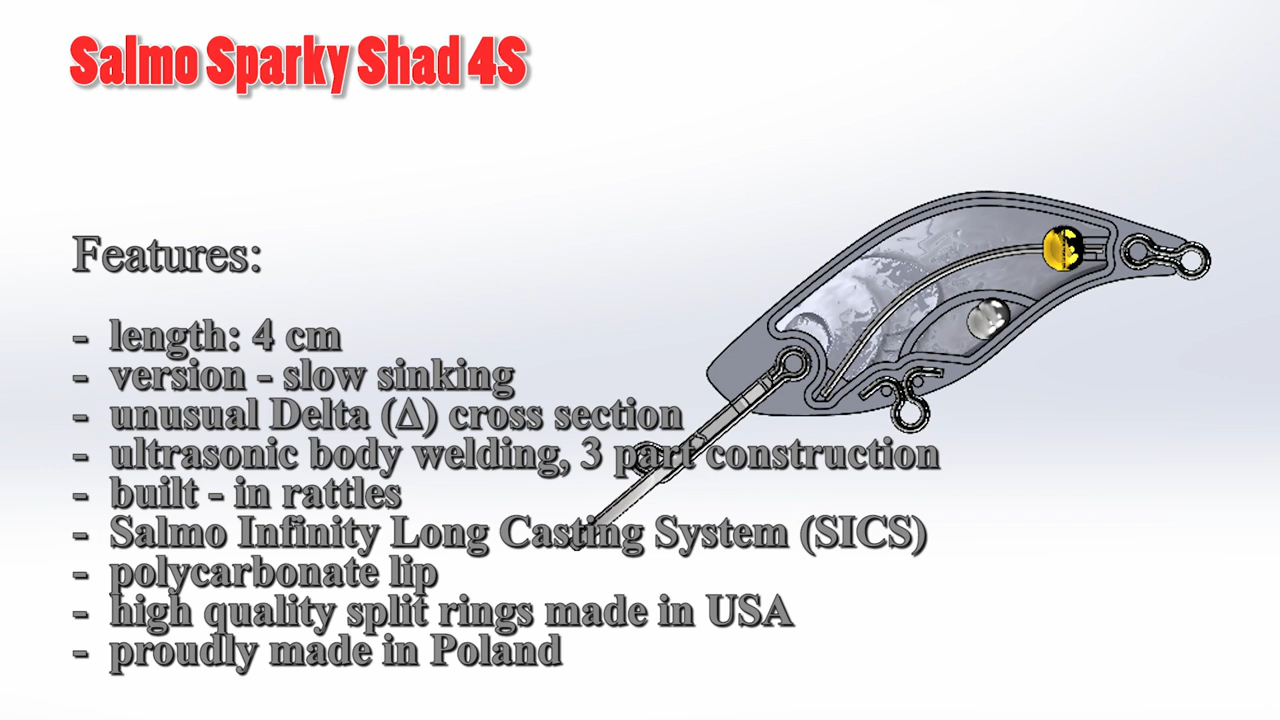 Salmo Sparky Shad 4S
Features:
- length: 4 cm
- version - slow sinking
- unusual Delta (Δ) cross section
- ultrasonic body welding, 3 part construction
- built - in rattles
- Salmo Infinity Long Casting System (SICS)
- polycarbonate lip
- high quality split rings made in USA
- proudly made in Poland